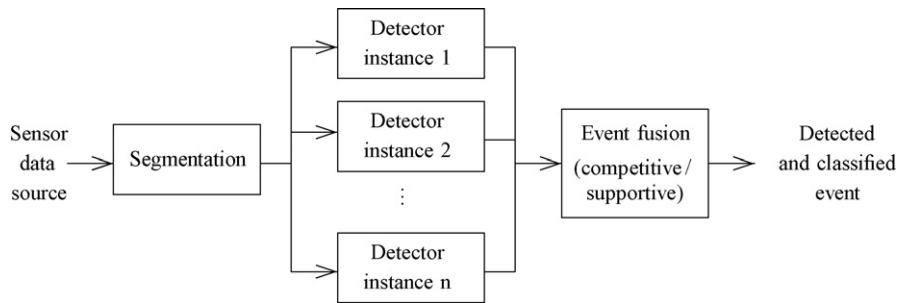 Sensor
data
source
Segmentation
Detector
instance 1
Detector
instance 2
⋮
Detector
instance n
Event fusion
(competitive/
supportive)
Detected
and classified
event